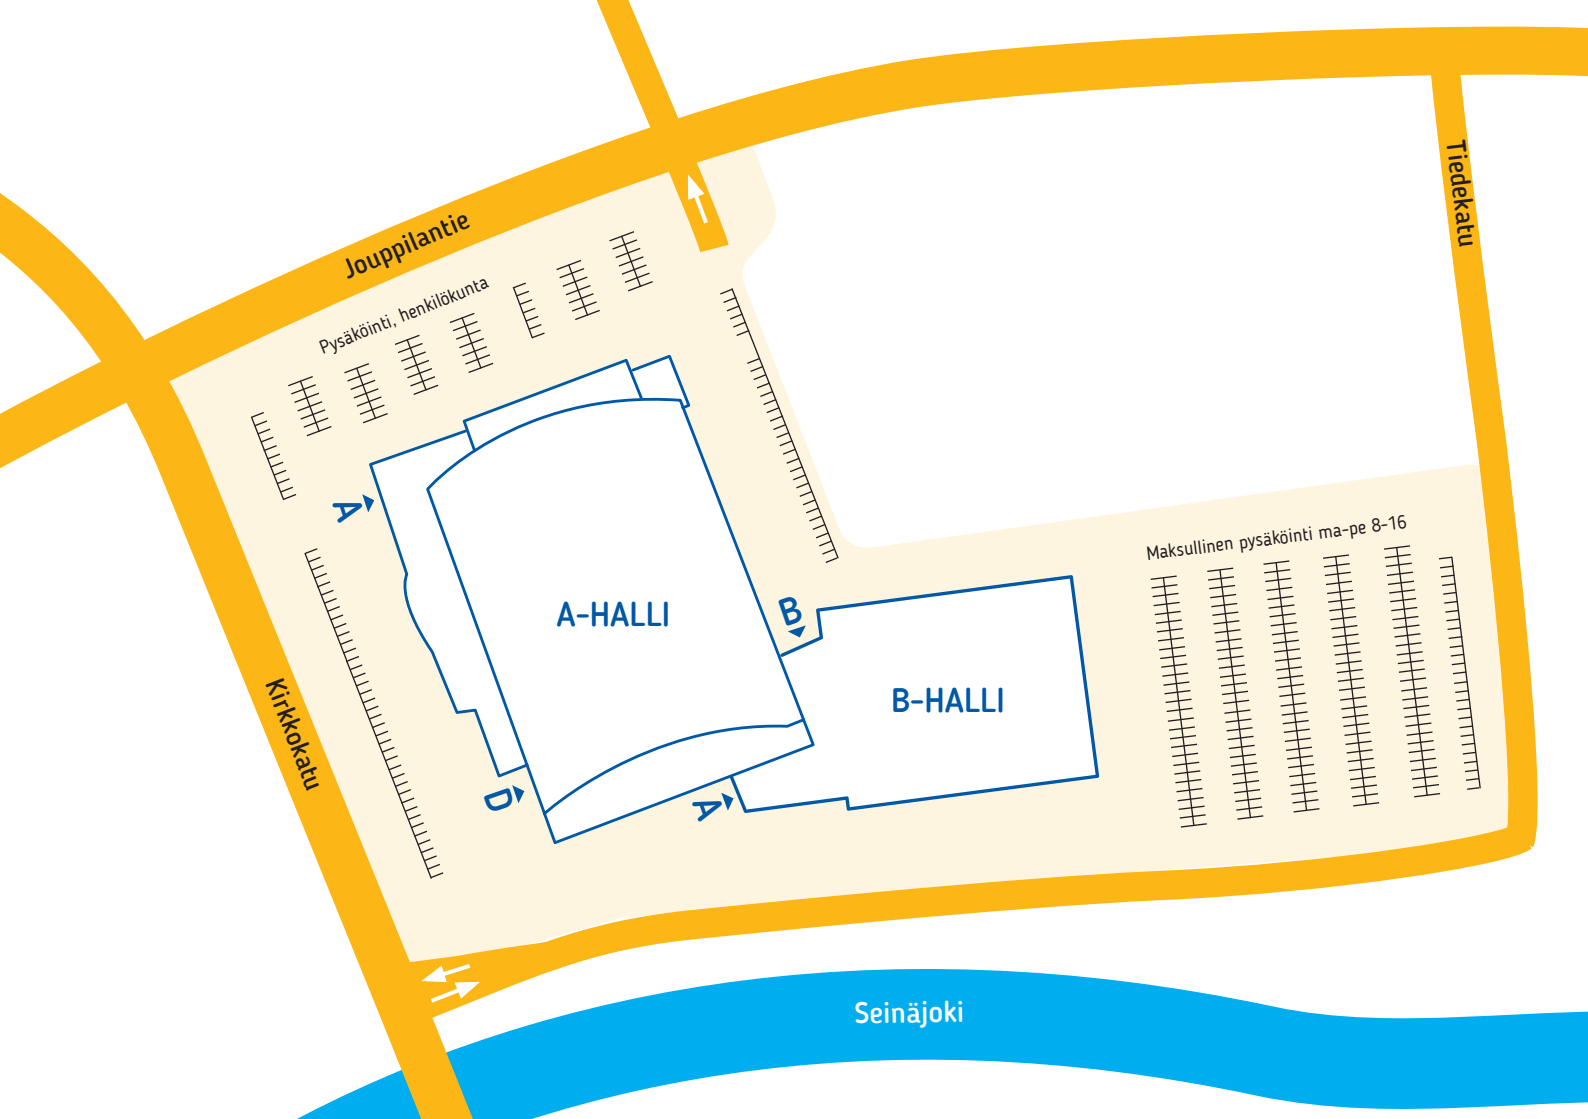 Tiedekatu
Jouppilantie
Pysäköinti, henkilökunta
A
Maksullinen pysäköinti ma-pe 8-16
A-HALLI
B
B-HALLI
Kirkkokatu
D
A
Seinäjoki